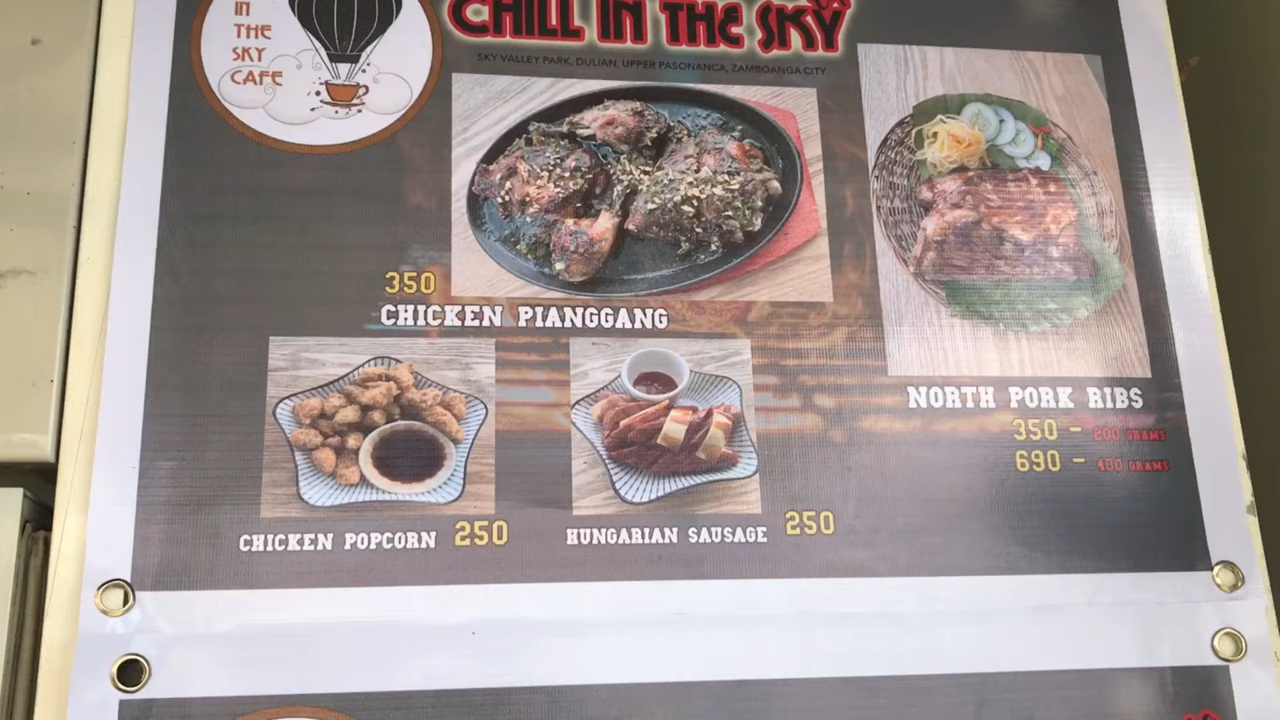 IN
THE
SKY
CAFE
CHILL IN THE SKY
SKY VALLEY PARK, DULIAN, UPPER PASONANCA, ZAMBOANGA CITY
350
CHICKEN PIANGGANG
NORTH PORK RIBS
350 - 200 GRAMS
690 - 400 GRAMS
CHICKEN POPCORN 250
HUNGARIAN SAUSAGE 250